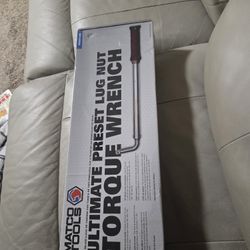 MATCO
TOOLS
ULTIMATE PRESET LUG NUT
TORQUE WRENCH